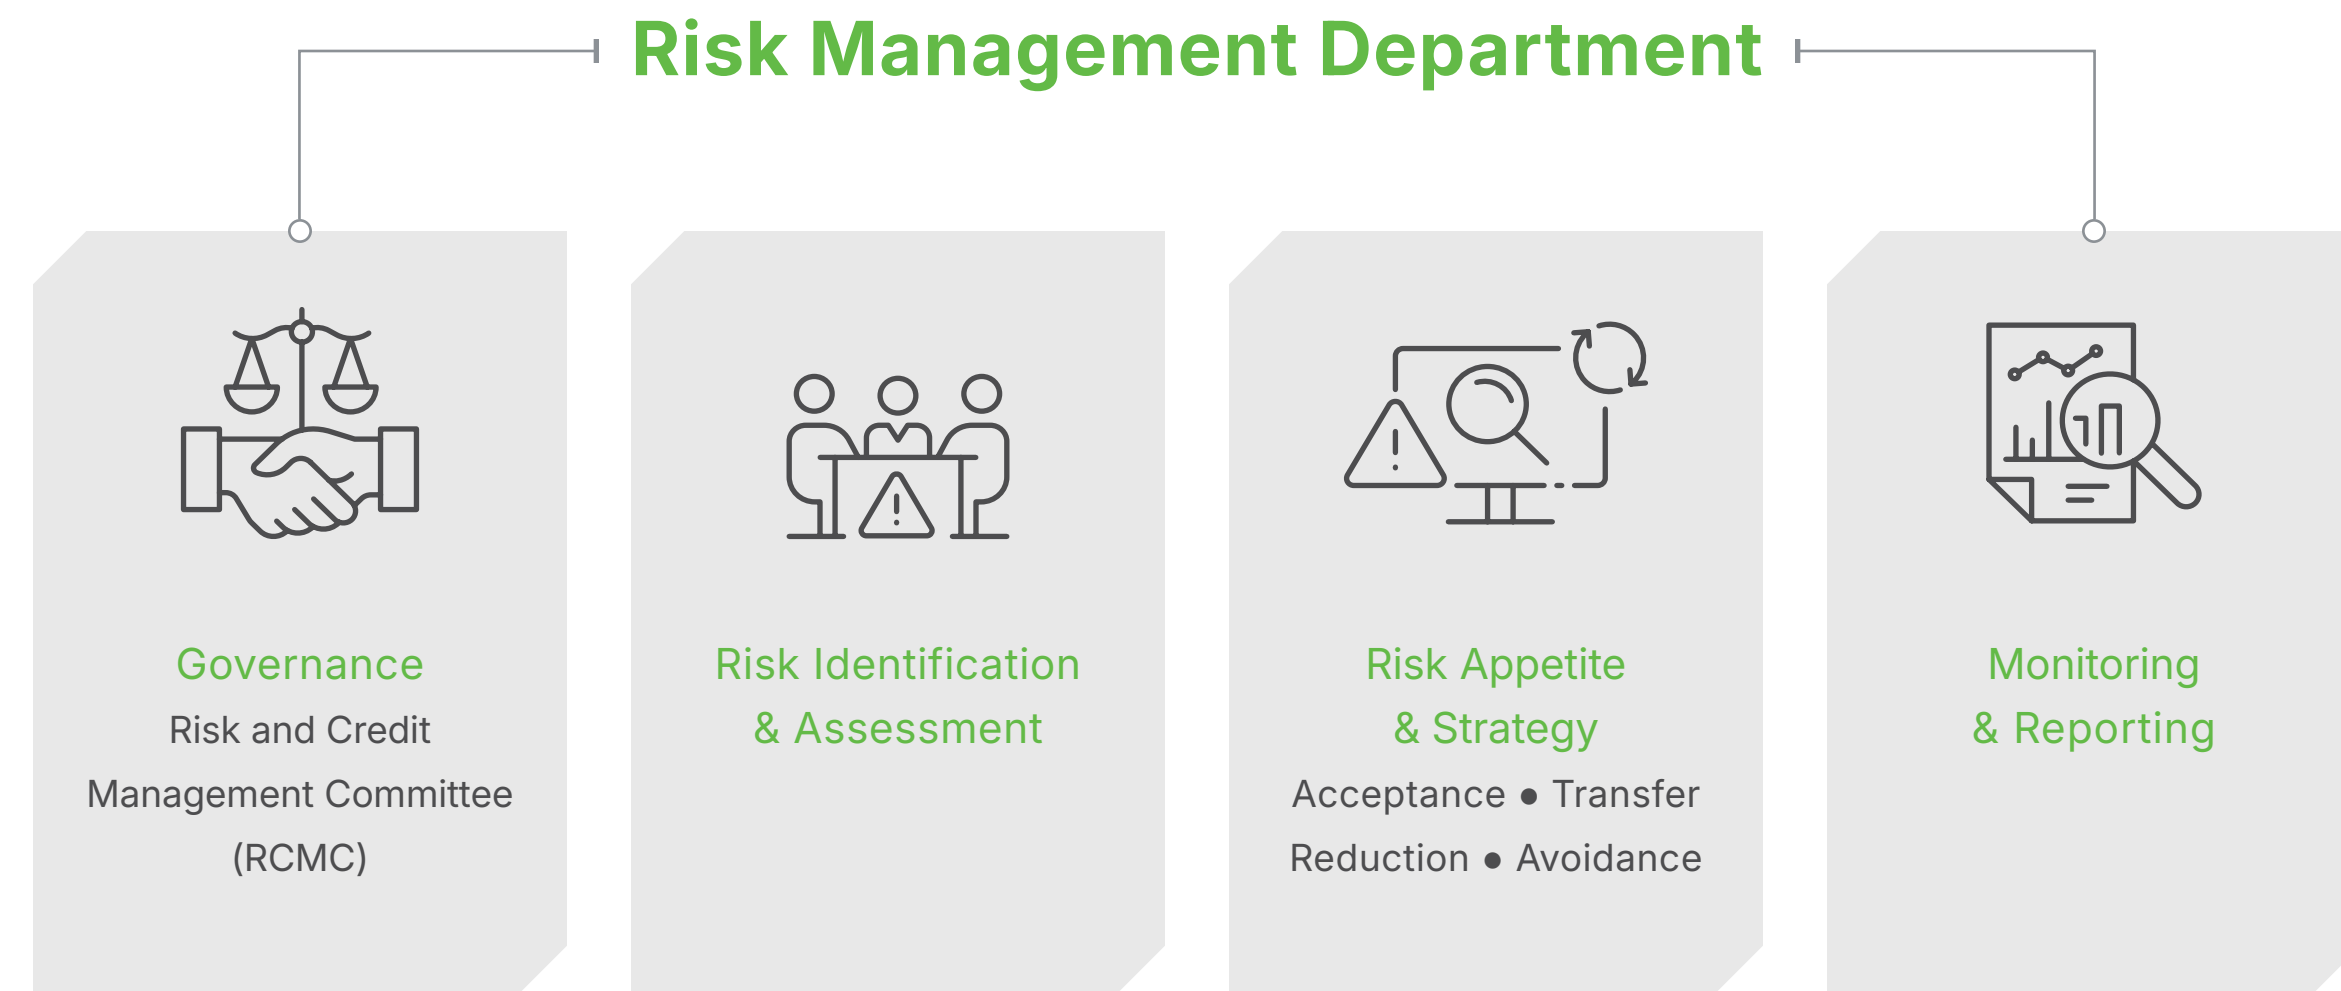 Risk Management Department
Governance
Risk and Credit
Management Committee
(RCMC)
Risk Identification
& Assessment
Risk Appetite
& Strategy
Acceptance ● Transfer
Reduction ● Avoidance
Monitoring
& Reporting